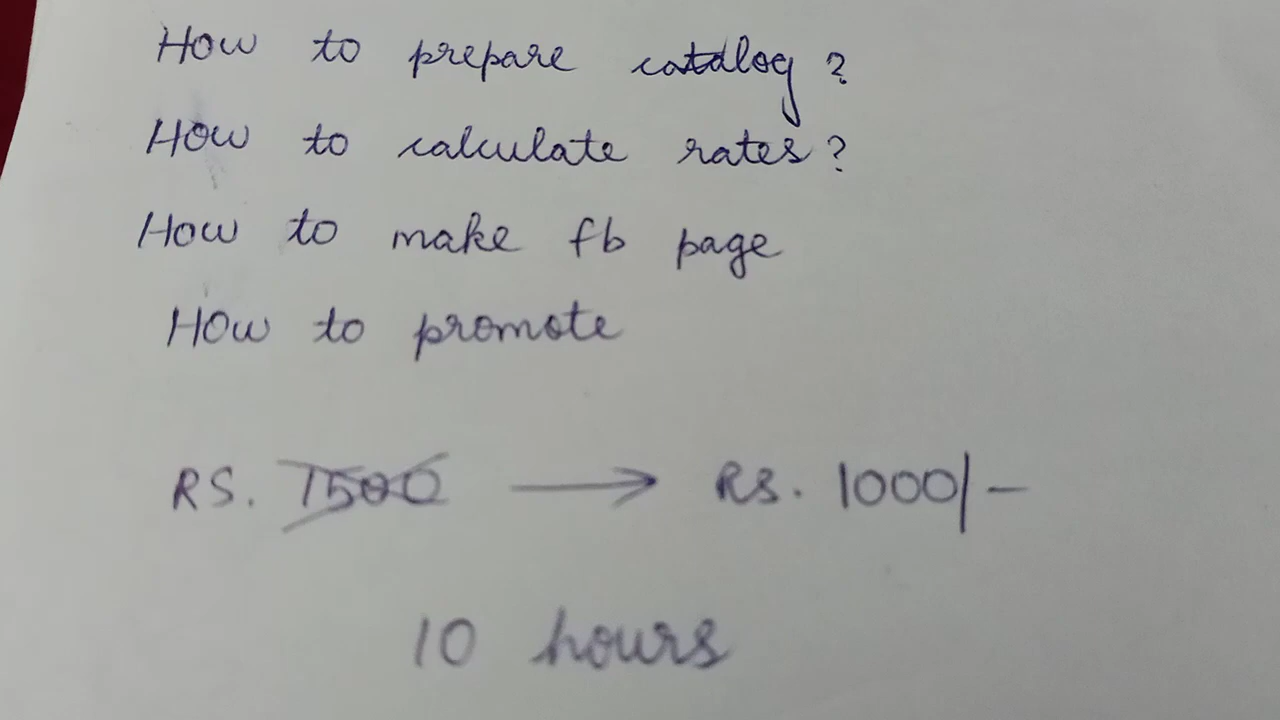 How to prepare catalog ?
How to calculate rates ?
How to make fb page
How to promote
RS. 1500 → RS. 1000/-
10 hours